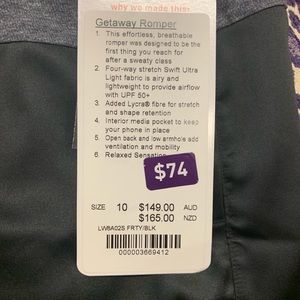 why we made this:
Getaway Romper
1. This effortless, breathable
romper was designed to be the
first thing you reach for
after a sweaty class
2. Four-way stretch Swift Ultra
Light fabric is airy and
lightweight to provide airflow
with UPF 50+
3. Added Lycra® fibre for stretch
and shape retention
4. Interior media pocket to keep
your phone in place
5. Open back and low armhole add
ventilation and mobility
6. Relaxed Sensation
$74
SIZE 10 $149.00 AUD
$165.00 NZD
LW8A02S FRTY/BLK
000003669412